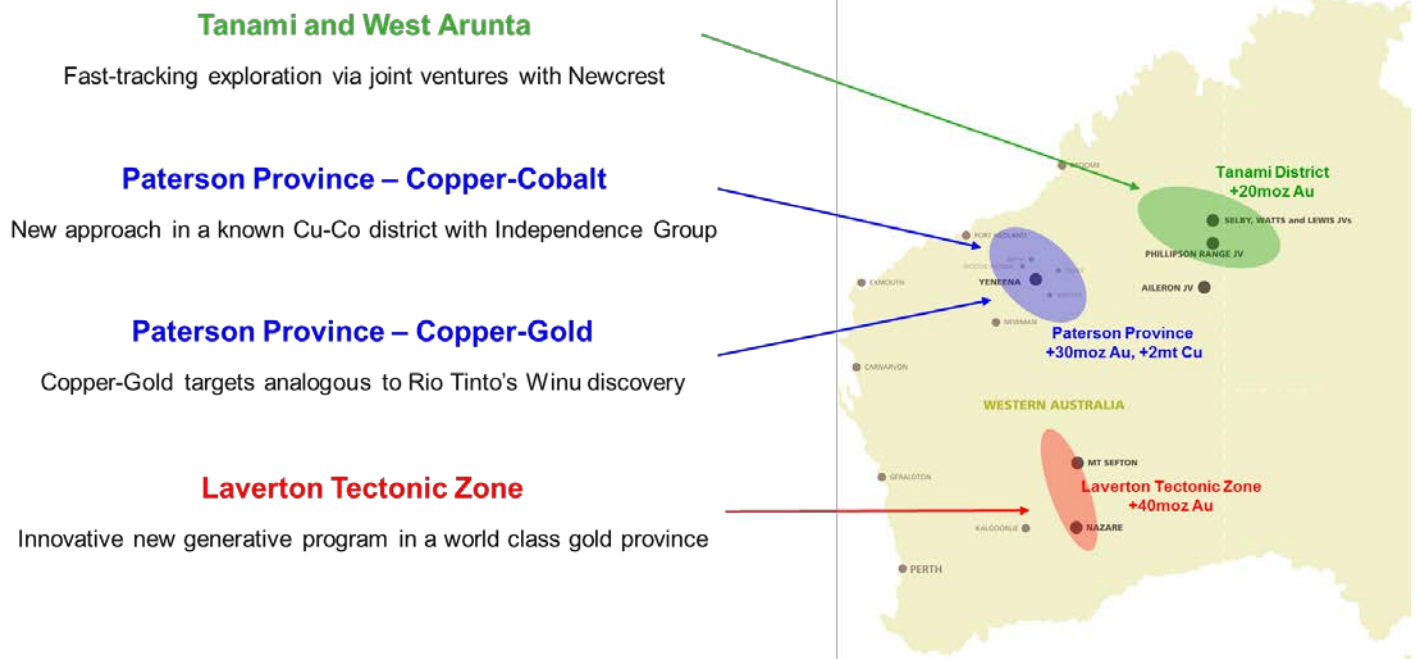 Tanami and West Arunta
Fast-tracking exploration via joint ventures with Newcrest
Paterson Province – Copper-Cobalt
New approach in a known Cu-Co district with Independence Group
Paterson Province – Copper-Gold
Copper-Gold targets analogous to Rio Tinto's Winu discovery
Laverton Tectonic Zone
Innovative new generative program in a world class gold province
BROOME
Tanami District
+20moz Au
SELBY, WATTS and LEWIS JVs
PHILLIPSON RANGE JV
AILERON JV
PORT HEDLAND
YENEENA
EXMOUTH
NEWMAN
Paterson Province
+30moz Au, +2mt Cu
CARNARVON
WESTERN AUSTRALIA
MT SEFTON
GERALDTON
Laverton Tectonic Zone
+40moz Au
KALGOORLIE
NAZARE
PERTH